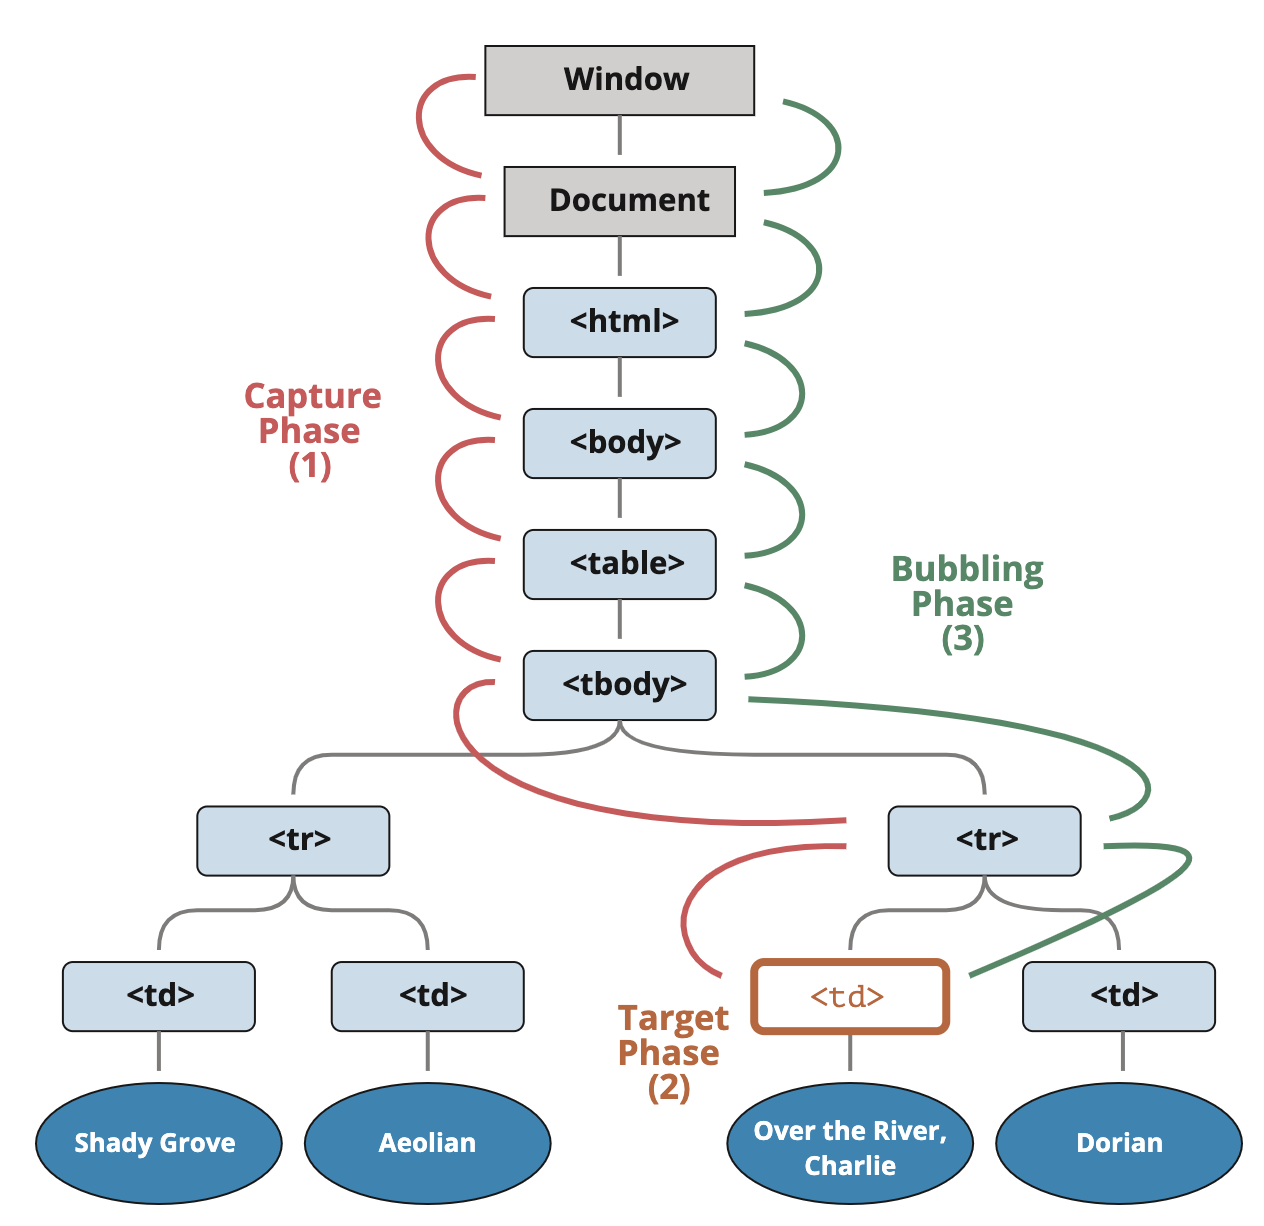 Window
Document
<html>
Capture
Phase
(1)
<body>
<table>
Bubbling
Phase
(3)
<tbody>
<tr>
<tr>
<td>
<td>
<td>
<td>
Target
Phase
(2)
Shady Grove
Aeolian
Over the River,
Charlie
Dorian